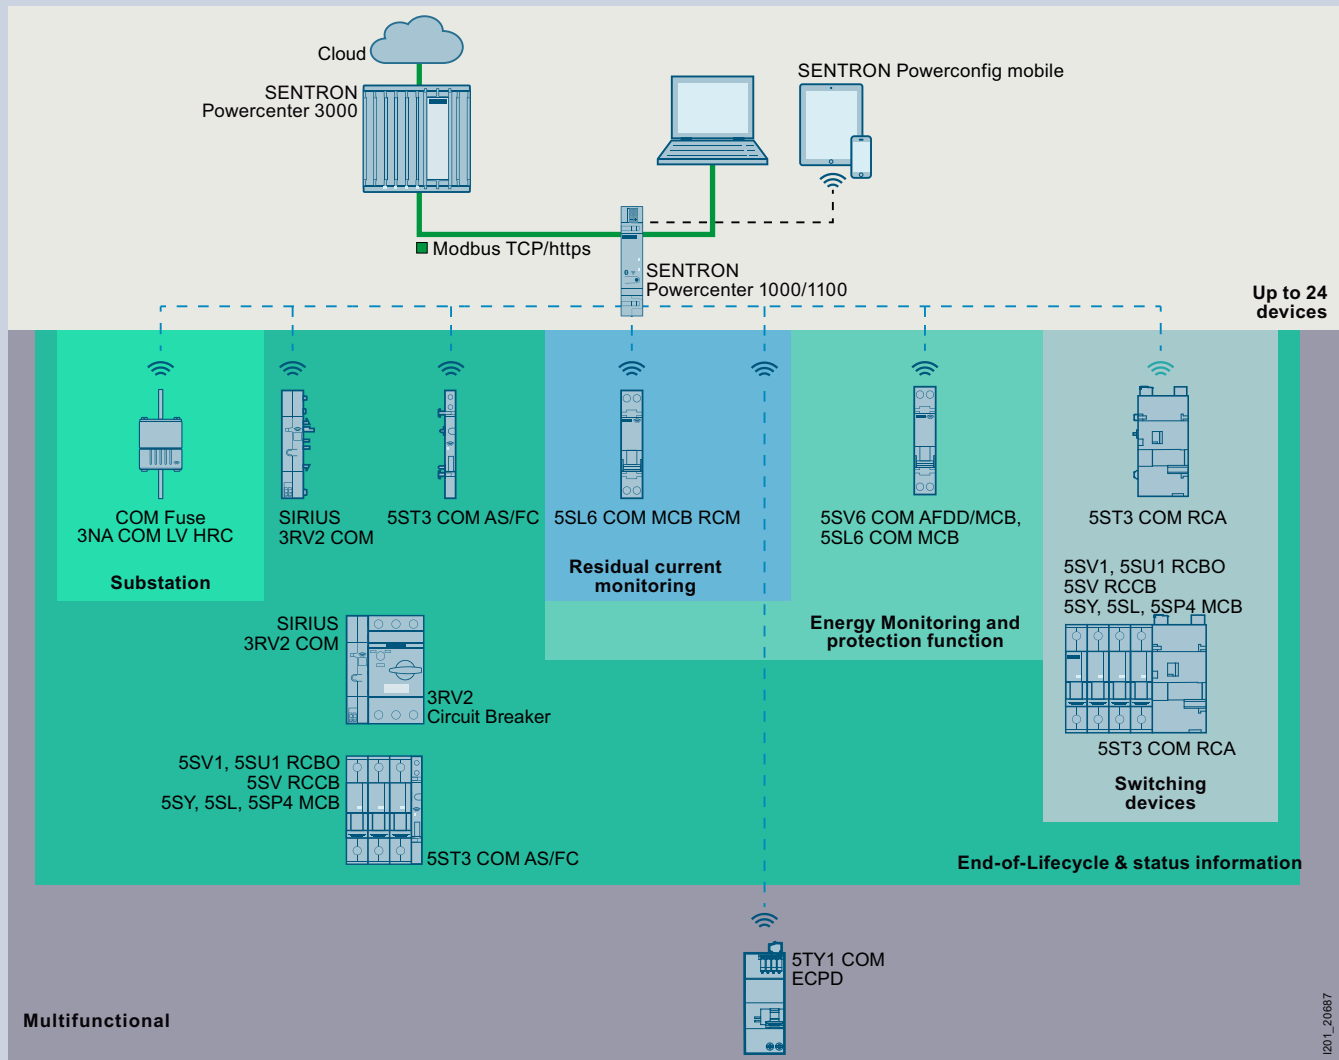 Cloud
SENTRON
Powercenter 3000
SENTRON Powerconfig mobile
Modbus TCP/https
SENTRON
Powercenter 1000/1100
Up to 24
devices
COM Fuse
3NA COM LV HRC
Substation
SIRIUS
3RV2 COM
5ST3 COM AS/FC
5SL6 COM MCB RCM
Residual current
monitoring
5SV6 COM AFDD/MCB,
5SL6 COM MCB
Energy Monitoring and
protection function
5ST3 COM RCA
5SV1, 5SU1 RCBO
5SV RCCB
5SY, 5SL, 5SP4 MCB
5ST3 COM RCA
Switching
devices
SIRIUS
3RV2 COM
3RV2
Circuit Breaker
5SV1, 5SU1 RCBO
5SV RCCB
5SY, 5SL, 5SP4 MCB
5ST3 COM AS/FC
End-of-Lifecycle & status information
5TY1 COM
ECPD
Multifunctional
I201_20687